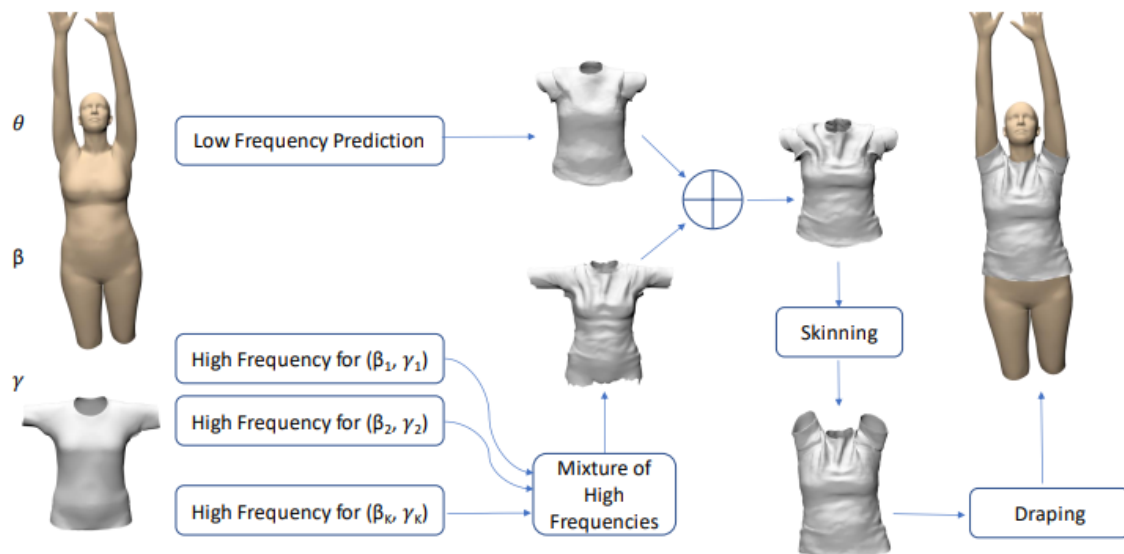 θ
Low Frequency Prediction
β
High Frequency for (β₁, γ₁)
γ
High Frequency for (β₂, γ₂)
High Frequency for (βK, γK)
Mixture of
High
Frequencies
Skinning
Draping